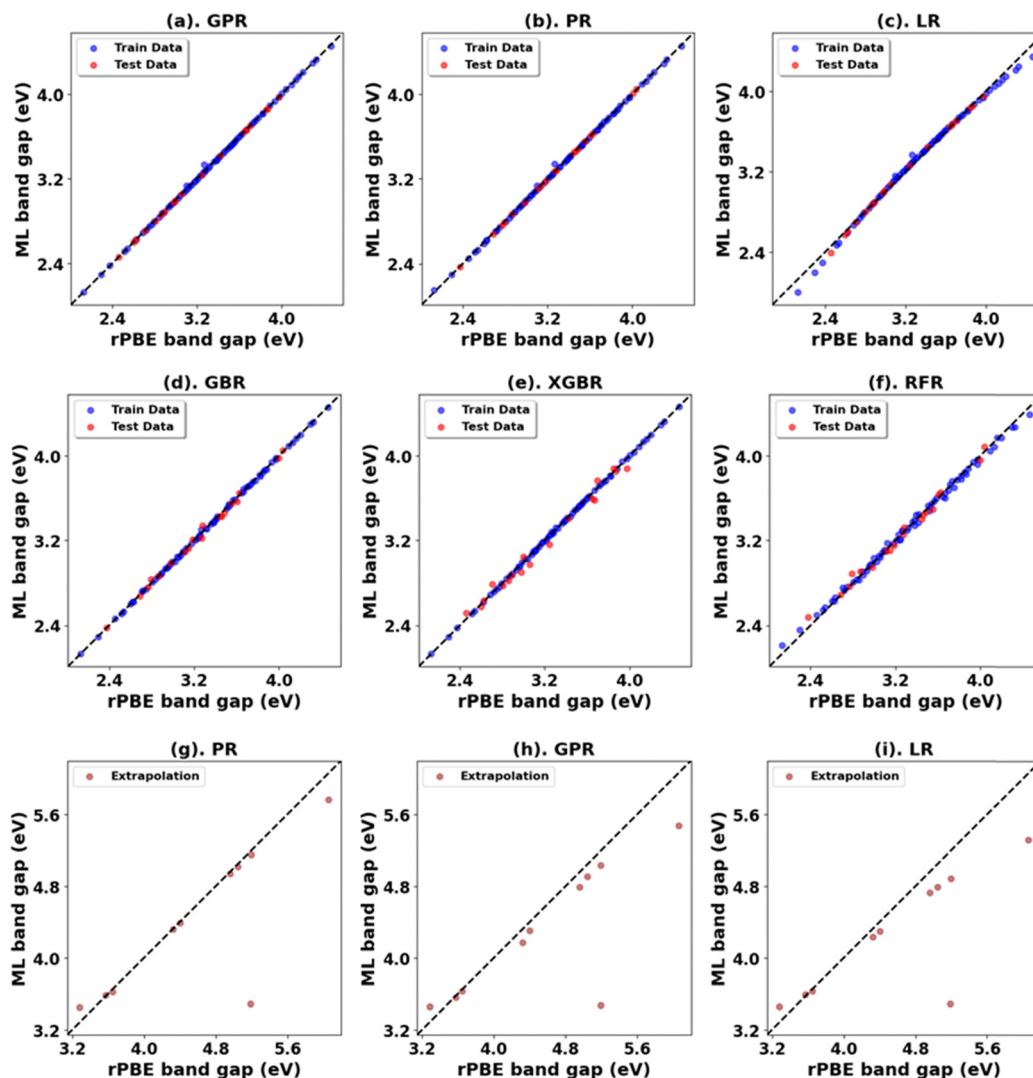 (a). GPR
Train Data
Test Data
4.0
3.2
2.4
ML band gap (eV)
2.4 3.2 4.0
rPBE band gap (eV)
(b). PR
Train Data
Test Data
4.0
3.2
2.4
ML band gap (eV)
2.4 3.2 4.0
rPBE band gap (eV)
(c). LR
Train Data
Test Data
4.0
3.2
2.4
ML band gap (eV)
2.4 3.2 4.0
rPBE band gap (eV)
(d). GBR
Train Data
Test Data
4.0
3.2
2.4
ML band gap (eV)
2.4 3.2 4.0
rPBE band gap (eV)
(e). XGBR
Train Data
Test Data
4.0
3.2
2.4
ML band gap (eV)
2.4 3.2 4.0
rPBE band gap (eV)
(f). RFR
Train Data
Test Data
4.0
3.2
2.4
ML band gap (eV)
2.4 3.2 4.0
rPBE band gap (eV)
(g). PR
Extrapolation
5.6
4.8
4.0
3.2
ML band gap (eV)
3.2 4.0 4.8 5.6
rPBE band gap (eV)
(h). GPR
Extrapolation
5.6
4.8
4.0
3.2
ML band gap (eV)
3.2 4.0 4.8 5.6
rPBE band gap (eV)
(i). LR
Extrapolation
5.6
4.8
4.0
3.2
ML band gap (eV)
3.2 4.0 4.8 5.6
rPBE band gap (eV)